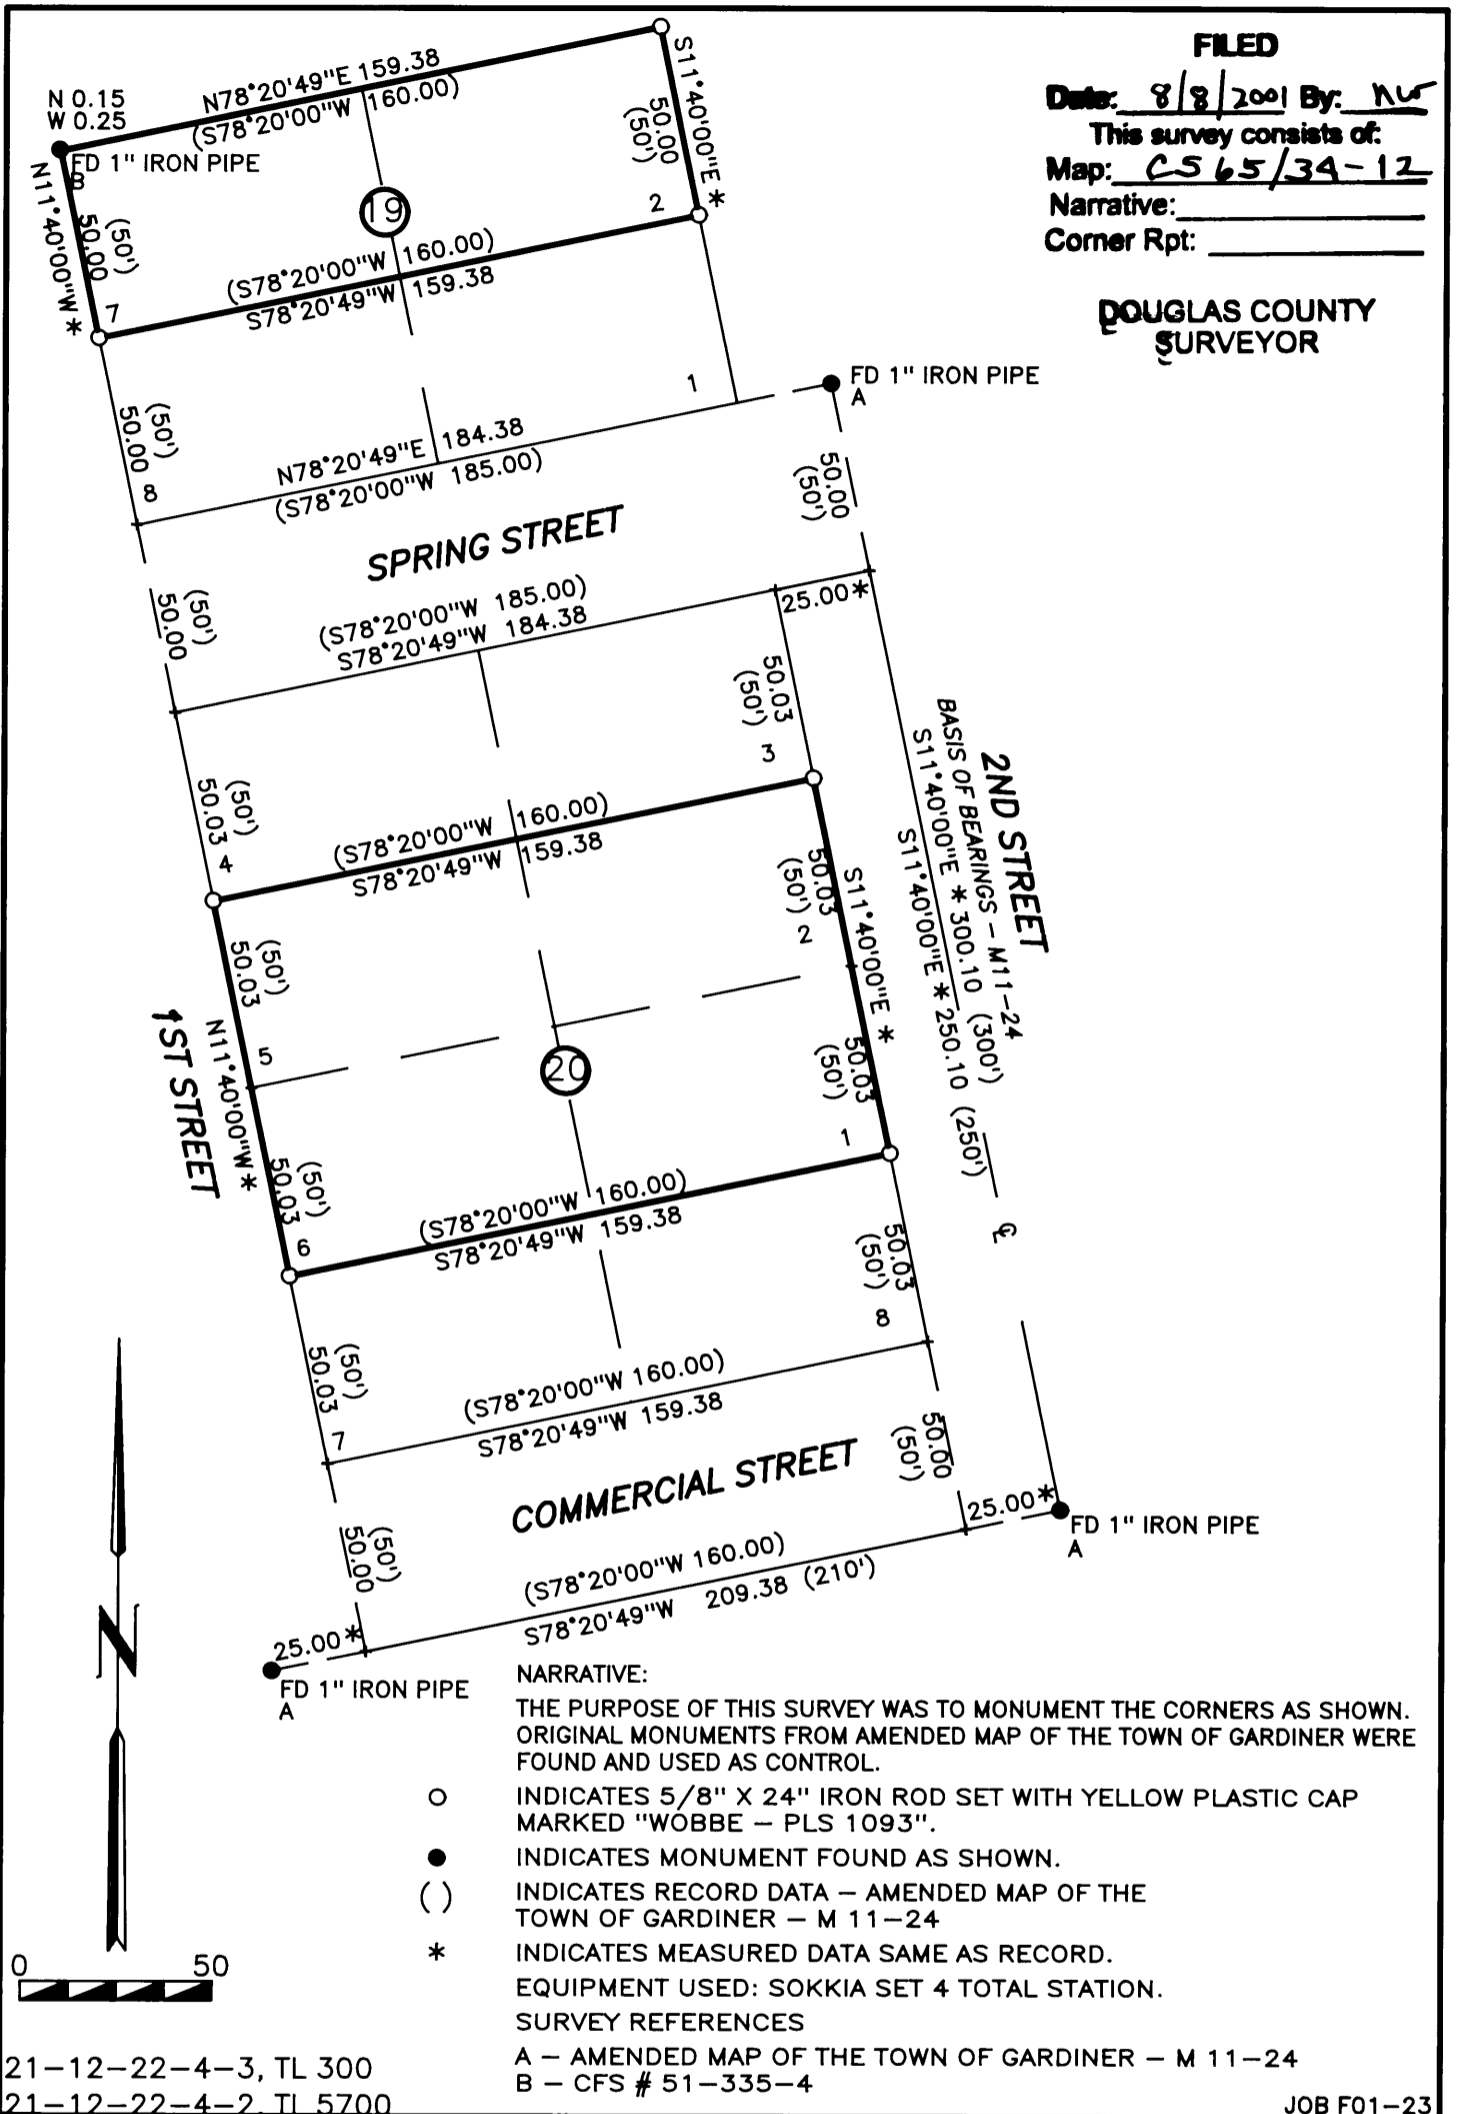 FILED
Date: 8/8/2001 By: NW
This survey consists of:
Map: CS 65/34-12
Narrative:
Corner Rpt:
DOUGLAS COUNTY
SURVEYOR
N 0.15
W 0.25
FD 1" IRON PIPE
B
N78°20'49"E 159.38
(S78°20'00"W 160.00)
S11°40'00"E *
50.00
(50')
N11°40'00"W *
50.00
(50')
19
2
7
(S78°20'00"W 160.00)
S78°20'49"W 159.38
1
FD 1" IRON PIPE
A
50.00
(50')
8
N78°20'49"E 184.38
(S78°20'00"W 185.00)
50.00
(50')
SPRING STREET
50.00
(50')
(S78°20'00"W 185.00)
S78°20'49"W 184.38
25.00*
50.03
(50')
3
50.03
(50')
4
(S78°20'00"W 160.00)
S78°20'49"W 159.38
2ND STREET
BASIS OF BEARINGS - M11-24
S11°40'00"E * 300.10 (300')
S11°40'00"E * 250.10 (250')
50.03
(50')
S11°40'00"E *
2
50.03
(50')
5
1ST STREET
N11°40'00"W *
20
50.03
(50')
1
50.03
(50')
6
(S78°20'00"W 160.00)
S78°20'49"W 159.38
℄
50.03
(50')
8
50.03
(50')
7
(S78°20'00"W 160.00)
S78°20'49"W 159.38
COMMERCIAL STREET
50.00
(50')
25.00*
FD 1" IRON PIPE
A
50.00
(50')
(S78°20'00"W 160.00)
S78°20'49"W 209.38 (210')
25.00*
FD 1" IRON PIPE
A
N
NARRATIVE:
THE PURPOSE OF THIS SURVEY WAS TO MONUMENT THE CORNERS AS SHOWN.
ORIGINAL MONUMENTS FROM AMENDED MAP OF THE TOWN OF GARDINER WERE
FOUND AND USED AS CONTROL.
INDICATES 5/8" X 24" IRON ROD SET WITH YELLOW PLASTIC CAP
MARKED "WOBBE - PLS 1093".
INDICATES MONUMENT FOUND AS SHOWN.
( ) INDICATES RECORD DATA - AMENDED MAP OF THE
TOWN OF GARDINER - M 11-24
* INDICATES MEASURED DATA SAME AS RECORD.
EQUIPMENT USED: SOKKIA SET 4 TOTAL STATION.
SURVEY REFERENCES
A - AMENDED MAP OF THE TOWN OF GARDINER - M 11-24
B - CFS # 51-335-4
0 50
21-12-22-4-3, TL 300
21-12-22-4-2, TL 5700
JOB F01-23